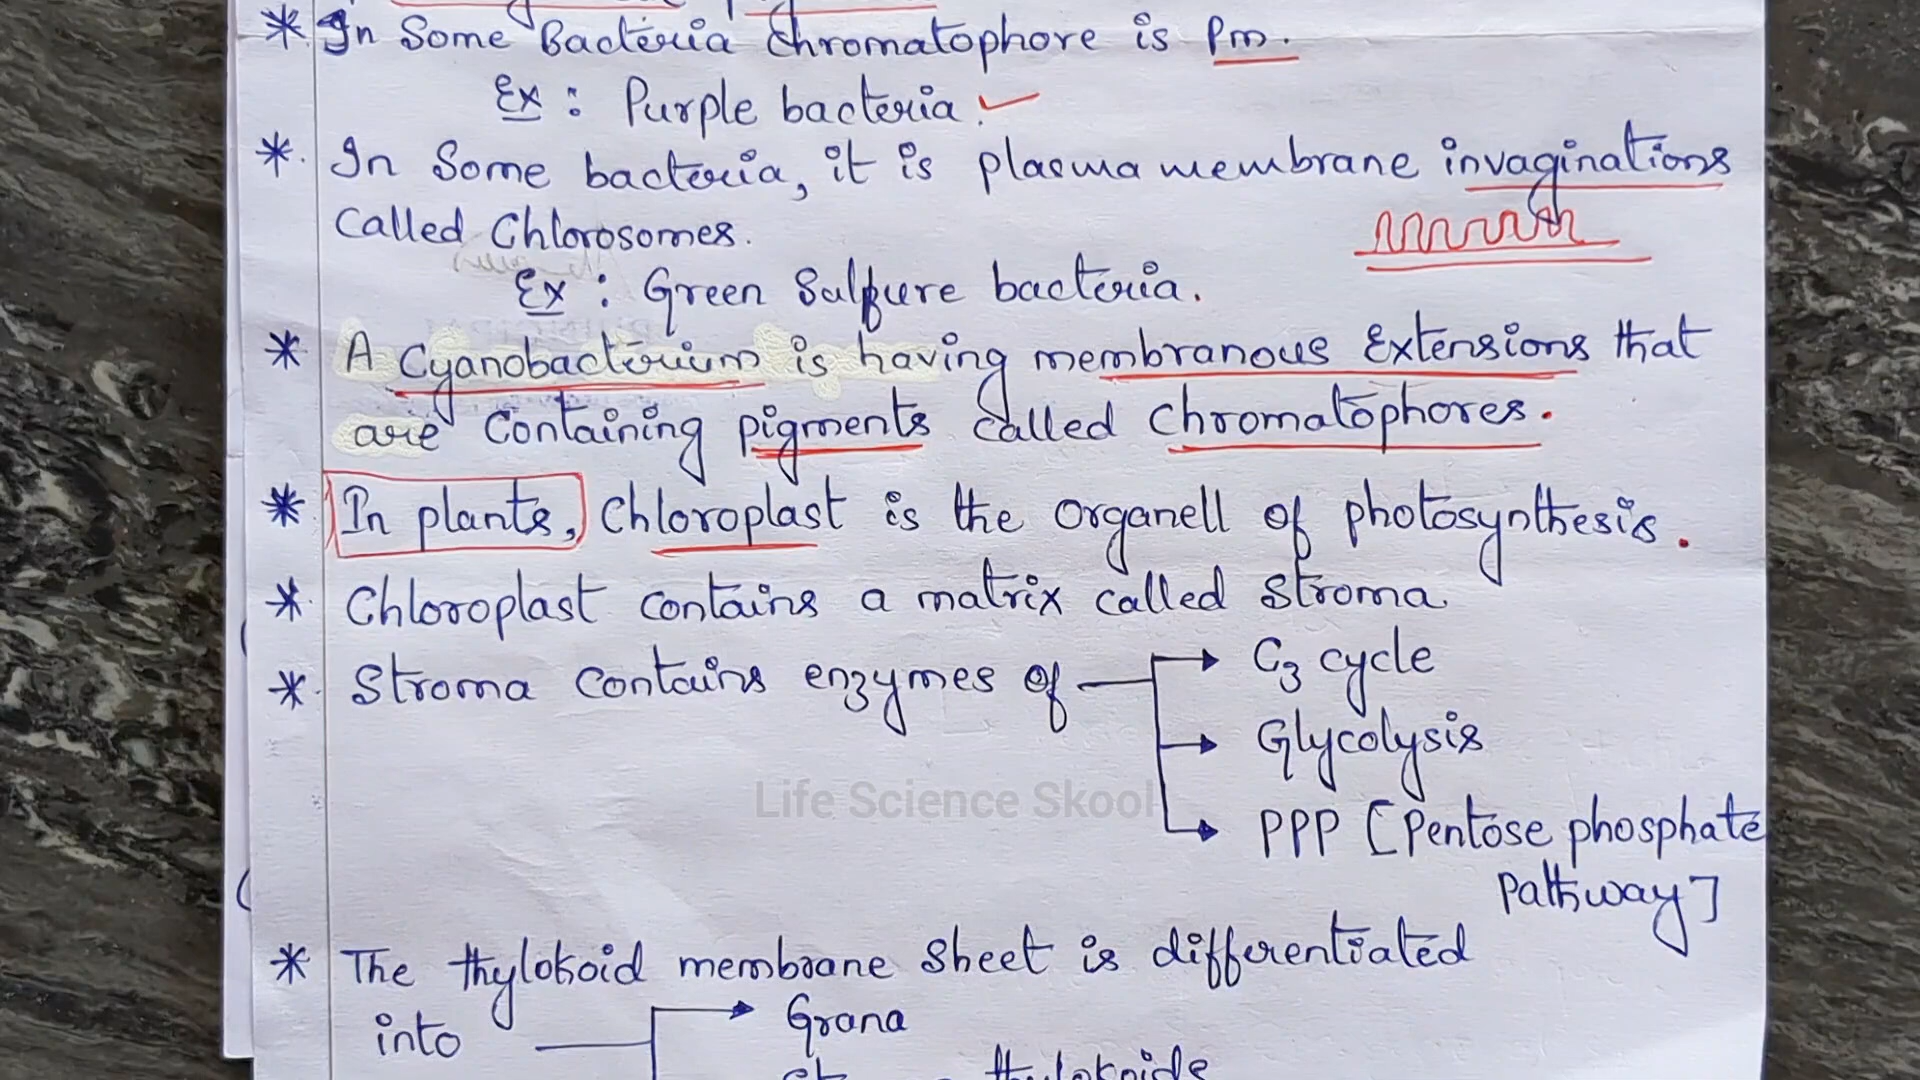 * In Some Bacteria Chromatophore is Pm.
Ex : Purple bacteria.
*. In Some bacteria, it is plasma membrane invaginations
Called Chlorosomes.
Ex : Green Sulfure bacteria.
* A Cyanobacterium is having membranous Extensions that
are Containing pigments called Chromatophores.
* In plants, Chloroplast is the Organell of photosynthesis.
*. Chloroplast Contains a matrix called Stroma
*. Stroma Contains enzymes of
C3 cycle
Glycolysis
Life Science Skool
PPP [Pentose phosphate
Pathway]
* The thylokoid membrane Sheet is differentiated
into
Grana
thylokoids